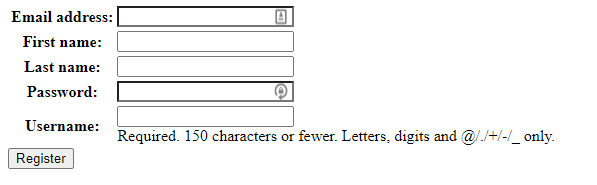 Email address:
First name:
Last name:
Password:
Username:
Required. 150 characters or fewer. Letters, digits and @/./+/-/_ only.
Register